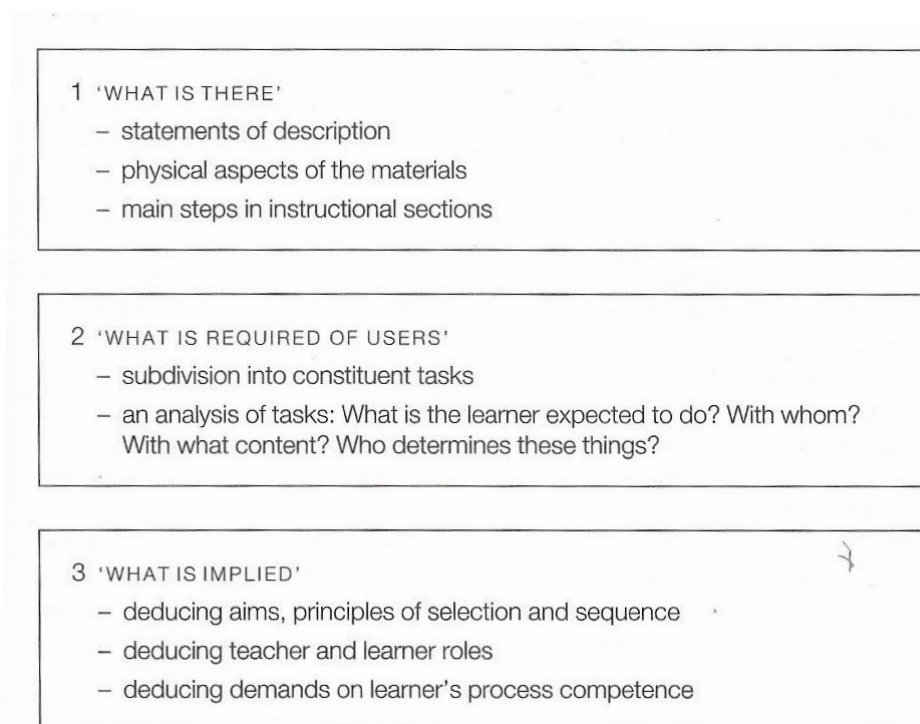 1 ‘WHAT IS THERE’
– statements of description
– physical aspects of the materials
– main steps in instructional sections
2 ‘WHAT IS REQUIRED OF USERS’
– subdivision into constituent tasks
– an analysis of tasks: What is the learner expected to do? With whom?
With what content? Who determines these things?
3 ‘WHAT IS IMPLIED’
– deducing aims, principles of selection and sequence
– deducing teacher and learner roles
– deducing demands on learner’s process competence